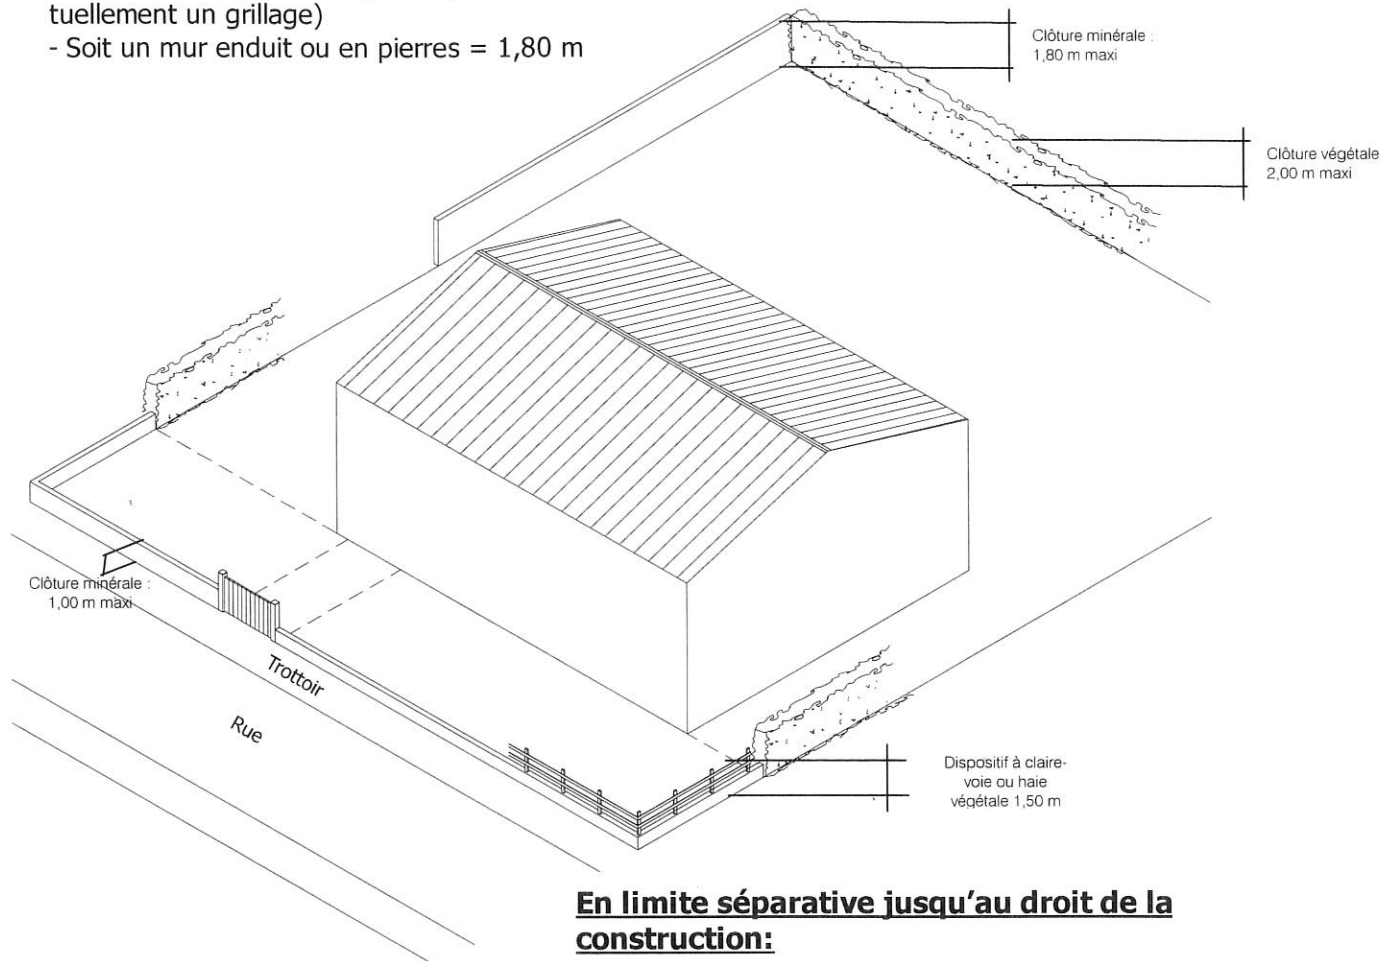 tuellement un grillage)
- Soit un mur enduit ou en pierres = 1,80 m
Clôture minérale :
1,80 m maxi
Clôture végétale
2,00 m maxi
Clôture minérale :
1,00 m maxi
Trottoir
Rue
Dispositif à claire-
voie ou haie
végétale 1,50 m
En limite séparative jusqu'au droit de la
construction: